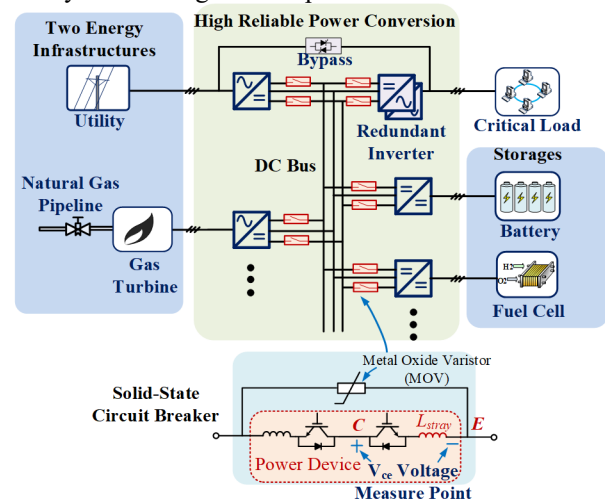 Two Energy
Infrastructures
Utility
Natural Gas
Pipeline
Gas
Turbine
High Reliable Power Conversion
Bypass
Redundant
Inverter
DC Bus
Critical Load
Storages
Battery
H2
O2
Fuel Cell
Metal Oxide Varistor
(MOV)
Solid-State
Circuit Breaker
C
L_stray
E
+
−
Power Device
Vce Voltage
Measure Point